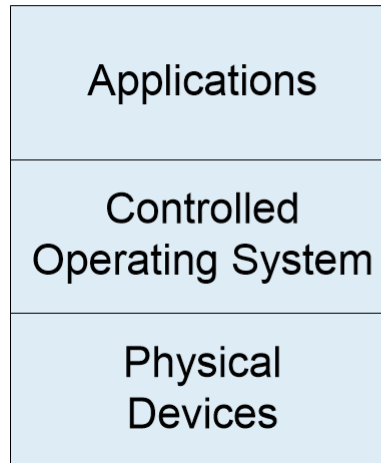 Applications
Controlled
Operating System
Physical
Devices